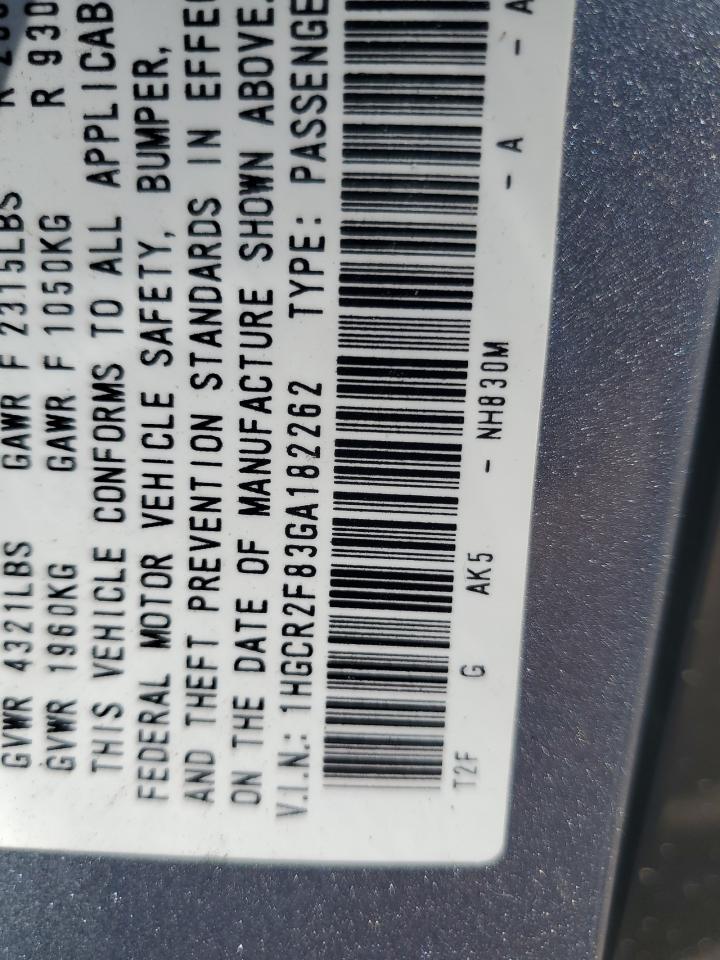 GVWR 4321LBS GAWR F 2315LBS R
GVWR 1960KG GAWR F 1050KG R 930
THIS VEHICLE CONFORMS TO ALL APPLICAB
FEDERAL MOTOR VEHICLE SAFETY, BUMPER,
AND THEFT PREVENTION STANDARDS IN EFFEC
ON THE DATE OF MANUFACTURE SHOWN ABOVE.
V.I.N.: 1HGCR2F83GA182262 TYPE: PASSENGE
T2F G AK5 - NH830M - A - A